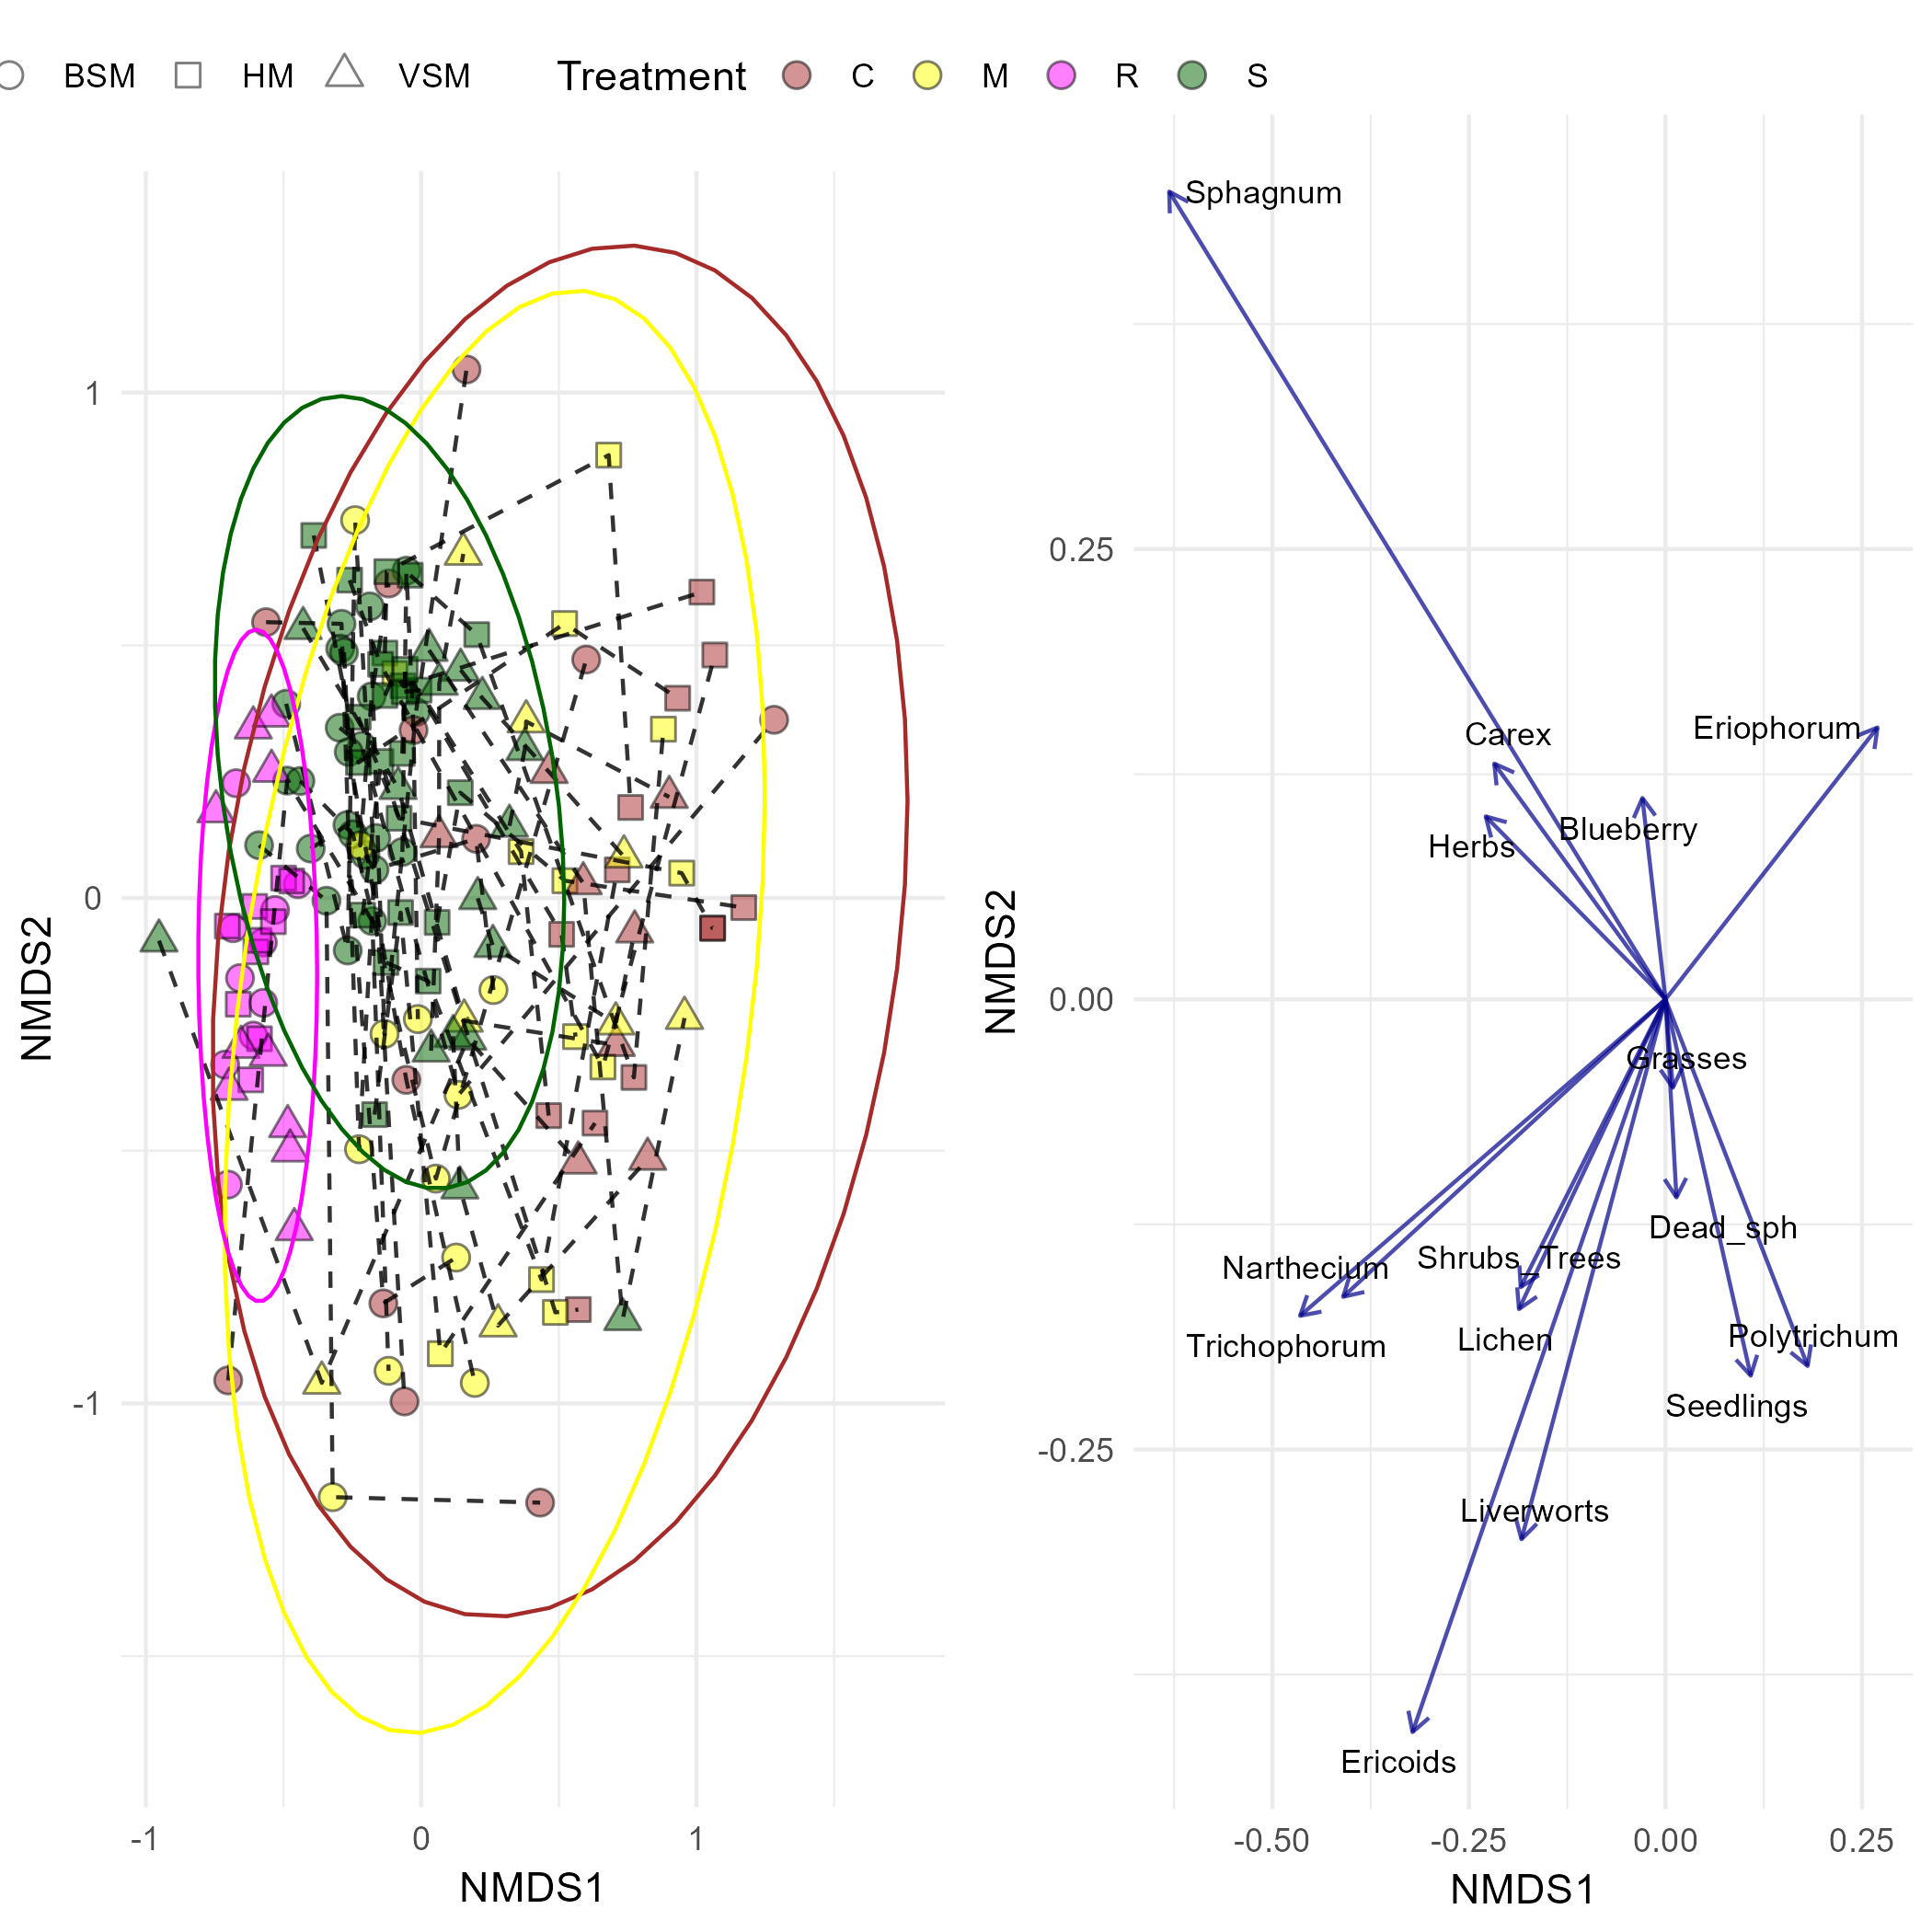 BSM HM VSM Treatment C M R S
1
0
-1
-1 0 1
NMDS1
NMDS2
Sphagnum
Carex
Eriophorum
Herbs
Blueberry
Grasses
Dead_sph
Narthecium
Shrubs_Trees
Trichophorum
Lichen
Polytrichum
Seedlings
Liverworts
Ericoids
0.25
0.00
-0.25
-0.50 -0.25 0.00 0.25
NMDS1
NMDS2